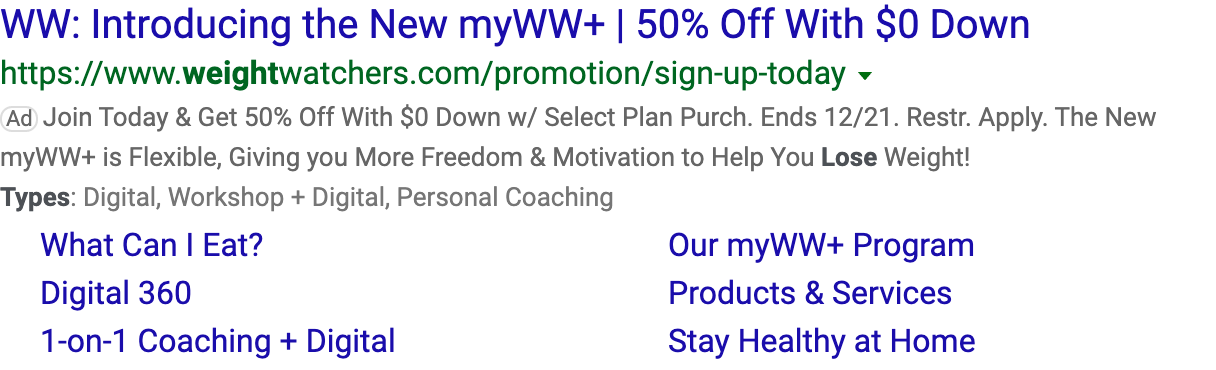 WW: Introducing the New myWW+ | 50% Off With $0 Down
https://www.weightwatchers.com/promotion/sign-up-today
Ad Join Today & Get 50% Off With $0 Down w/ Select Plan Purch. Ends 12/21. Restr. Apply. The New
myWW+ is Flexible, Giving you More Freedom & Motivation to Help You Lose Weight!
Types: Digital, Workshop + Digital, Personal Coaching
What Can I Eat? Our myWW+ Program
Digital 360 Products & Services
1-on-1 Coaching + Digital Stay Healthy at Home